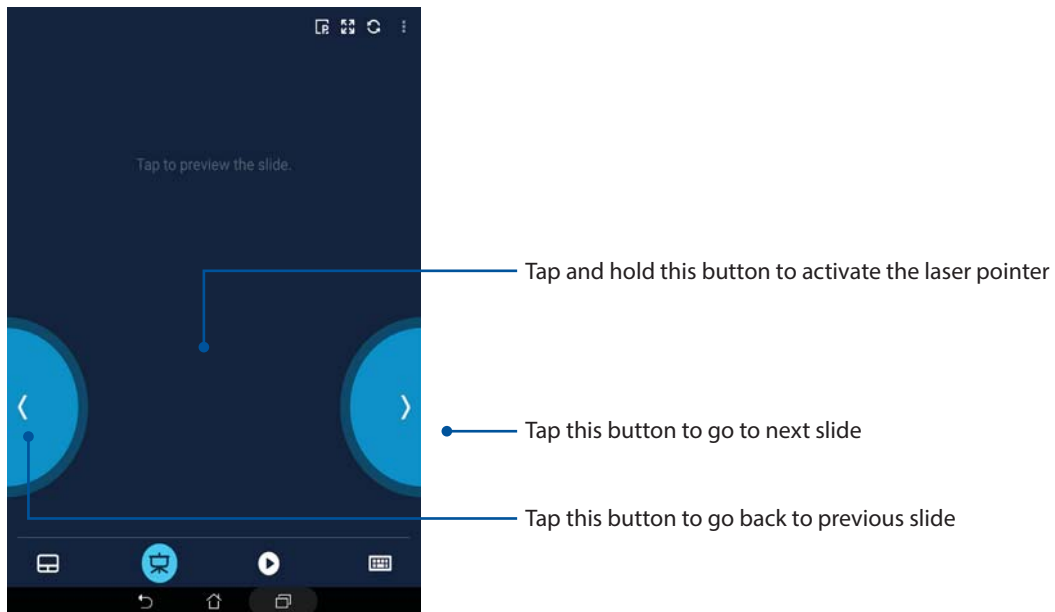 Tap to preview the slide.
Tap and hold this button to activate the laser pointer
Tap this button to go to next slide
Tap this button to go back to previous slide